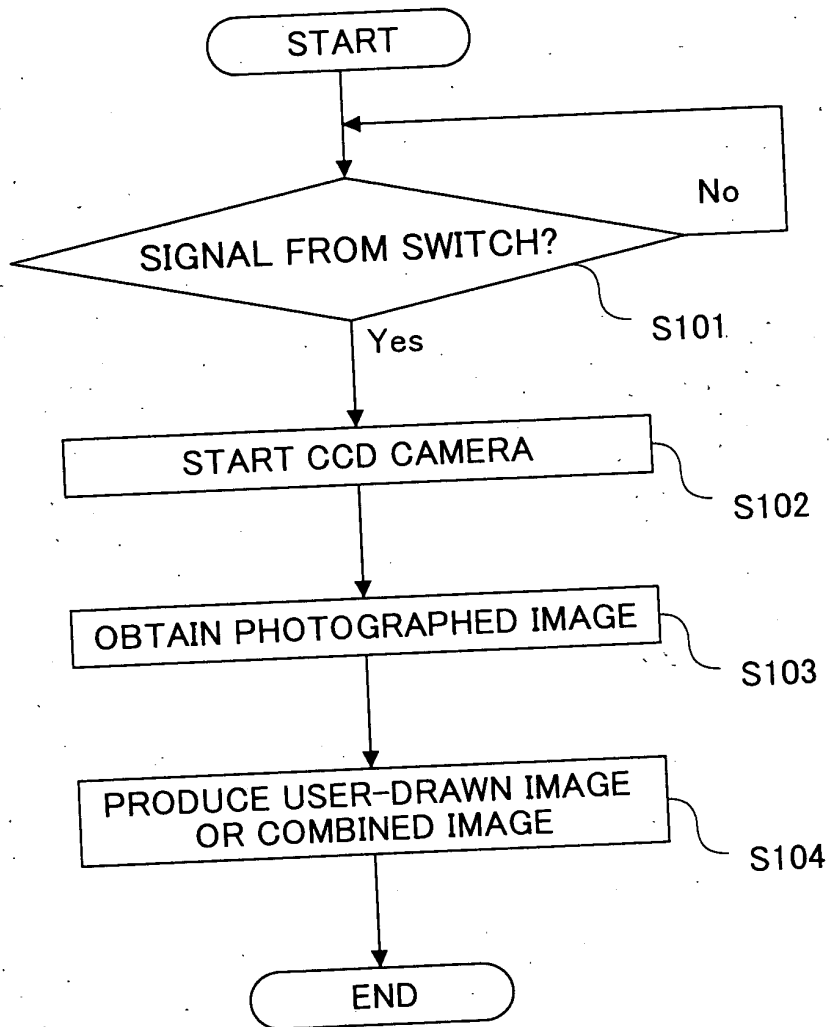 START
No
SIGNAL FROM SWITCH?
S101
Yes
START CCD CAMERA
S102
OBTAIN PHOTOGRAPHED IMAGE
S103
PRODUCE USER-DRAWN IMAGE
OR COMBINED IMAGE
S104
END